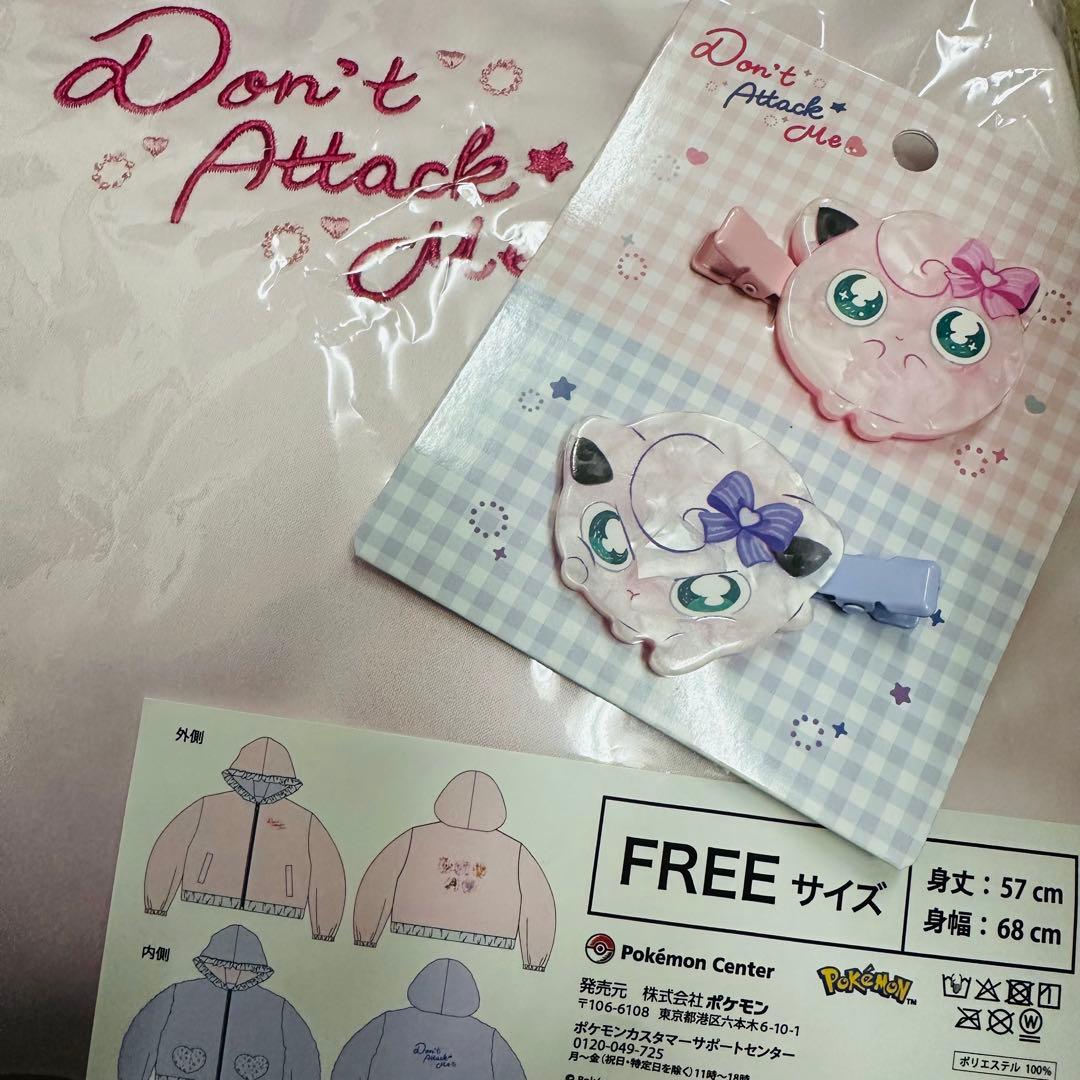 Don't
Attack
Me
Don't
Attack
Me
外側
内側
Don't
Attack
Me
FREE サイズ
身丈：57 cm
身幅：68 cm
Pokémon Center
POKéMON™
発売元 株式会社ポケモン
〒106-6108 東京都港区六本木6-10-1
ポケモンカスタマーサポートセンター
0120-049-725
月～金(祝日・特定日を除く)11時～18時
ポリエステル 100%